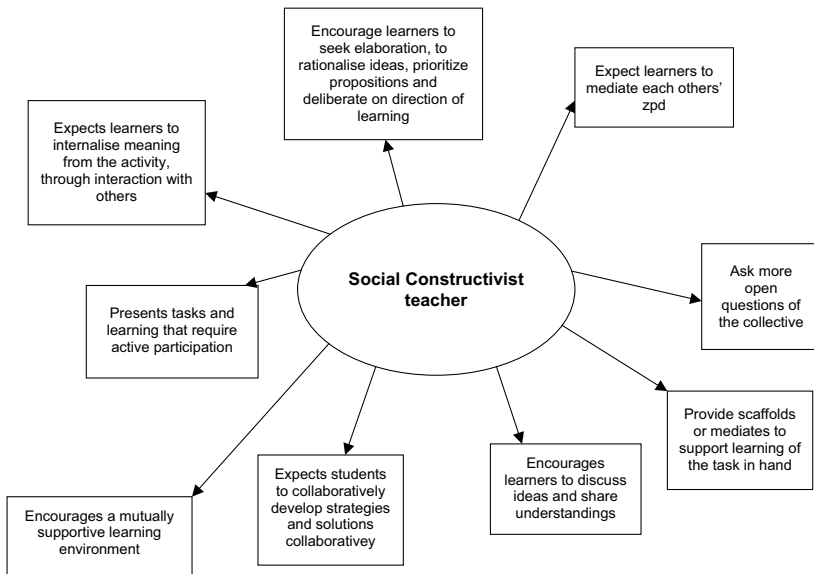 Encourage learners to
seek elaboration, to
rationalise ideas, prioritize
propositions and
deliberate on direction of
learning
Expect learners to
mediate each others'
zpd
Expects learners to
internalise meaning
from the activity,
through interaction with
others
Social Constructivist
teacher
Ask more
open
questions of
the collective
Presents tasks and
learning that require
active participation
Provide scaffolds
or mediates to
support learning of
the task in hand
Encourages
learners to discuss
ideas and share
understandings
Expects students
to collaboratively
develop strategies
and solutions
collaborativey
Encourages a mutually
supportive learning
environment